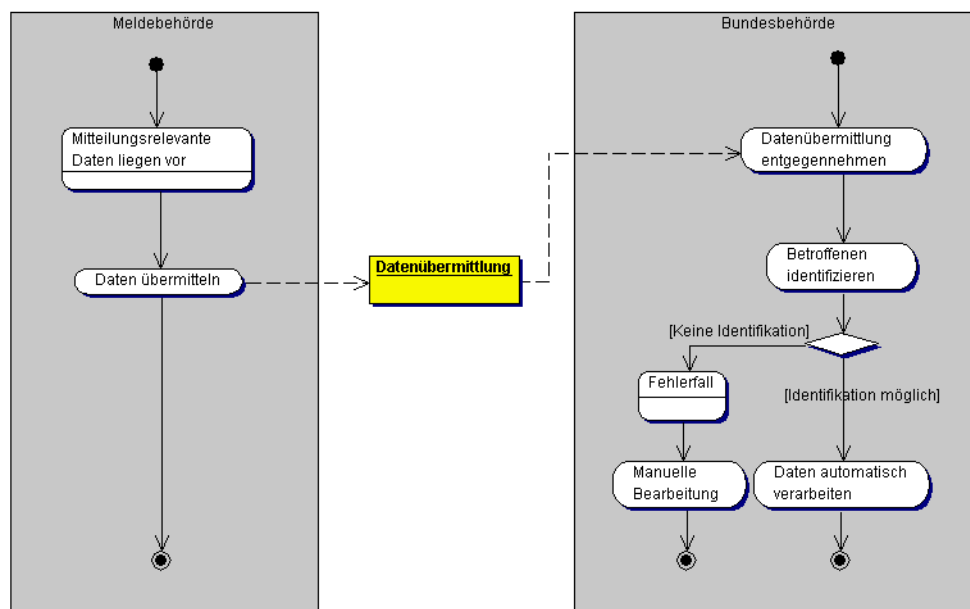 Meldebehörde
Mitteilungsrelevante
Daten liegen vor
Daten übermitteln
Datenübermittlung
Bundesbehörde
Datenübermittlung
entgegennehmen
Betroffenen
identifizieren
[Keine Identifikation]
Fehlerfall
[Identifikation möglich]
Manuelle
Bearbeitung
Daten automatisch
verarbeiten